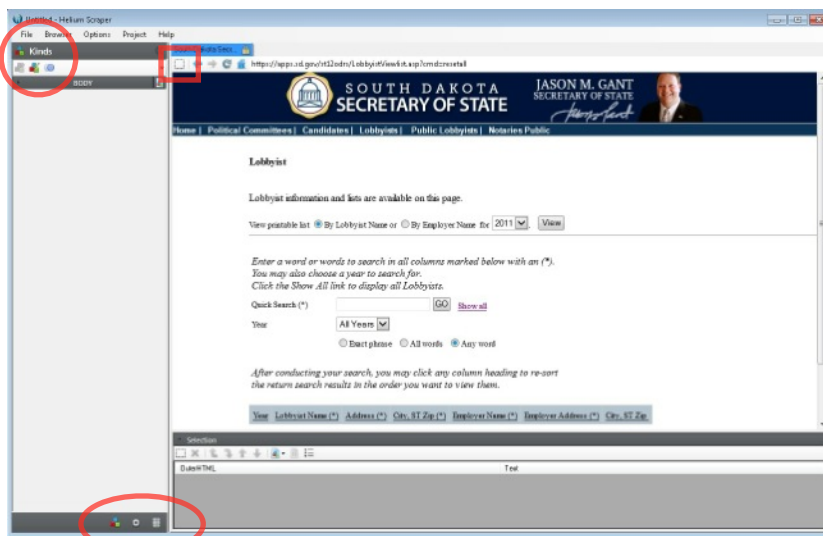 Untitled - Helium Scraper
File Browser Options Project Help
Kinds
BODY
https://apps.sd.gov/st12odrs/LobbyistViewlist.asp?cmd=resetall
SOUTH DAKOTA
SECRETARY OF STATE
JASON M. GANT
SECRETARY OF STATE
Home | Political Committees | Candidates | Lobbyists | Public Lobbyists | Notaries Public
Lobbyist
Lobbyist information and lists are available on this page.
View printable list By Lobbyist Name or By Employer Name for 2011 . View
Enter a word or words to search in all columns marked below with an (*).
You may also choose a year to search for.
Click the Show All link to display all Lobbyists.
Quick Search (*) GO Show all
Year All Years
Exact phrase All words Any word
After conducting your search, you may click any column heading to re-sort
the return search results in the order you want to view them.
Year Lobbyist Name (*) Address (*) City, ST Zip (*) Employer Name (*) Employer Address (*) City, ST Zip
Selection
OuterHTML Text